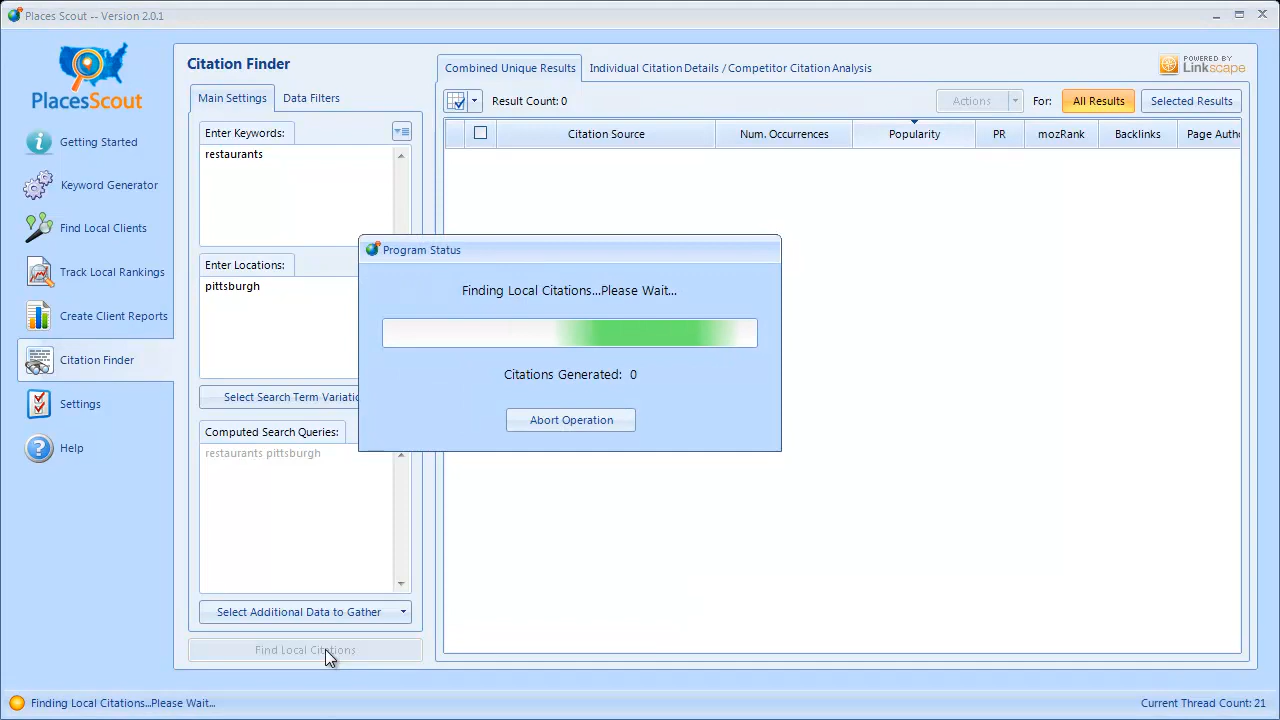 Places Scout -- Version 2.0.1
PlacesScout
Getting Started
Keyword Generator
Find Local Clients
Track Local Rankings
Create Client Reports
Citation Finder
Settings
Help
Citation Finder
Main Settings
Data Filters
Enter Keywords:
restaurants
Enter Locations:
pittsburgh
Select Search Term Variatio
Computed Search Queries:
restaurants pittsburgh
Select Additional Data to Gather
Find Local Citations
Combined Unique Results
Individual Citation Details / Competitor Citation Analysis
POWERED BY
Linkscape
Result Count: 0
Actions
For:
All Results
Selected Results
Citation Source
Num. Occurrences
Popularity
PR
mozRank
Backlinks
Page Autho
Program Status
Finding Local Citations...Please Wait...
Citations Generated: 0
Abort Operation
Finding Local Citations...Please Wait...
Current Thread Count: 21